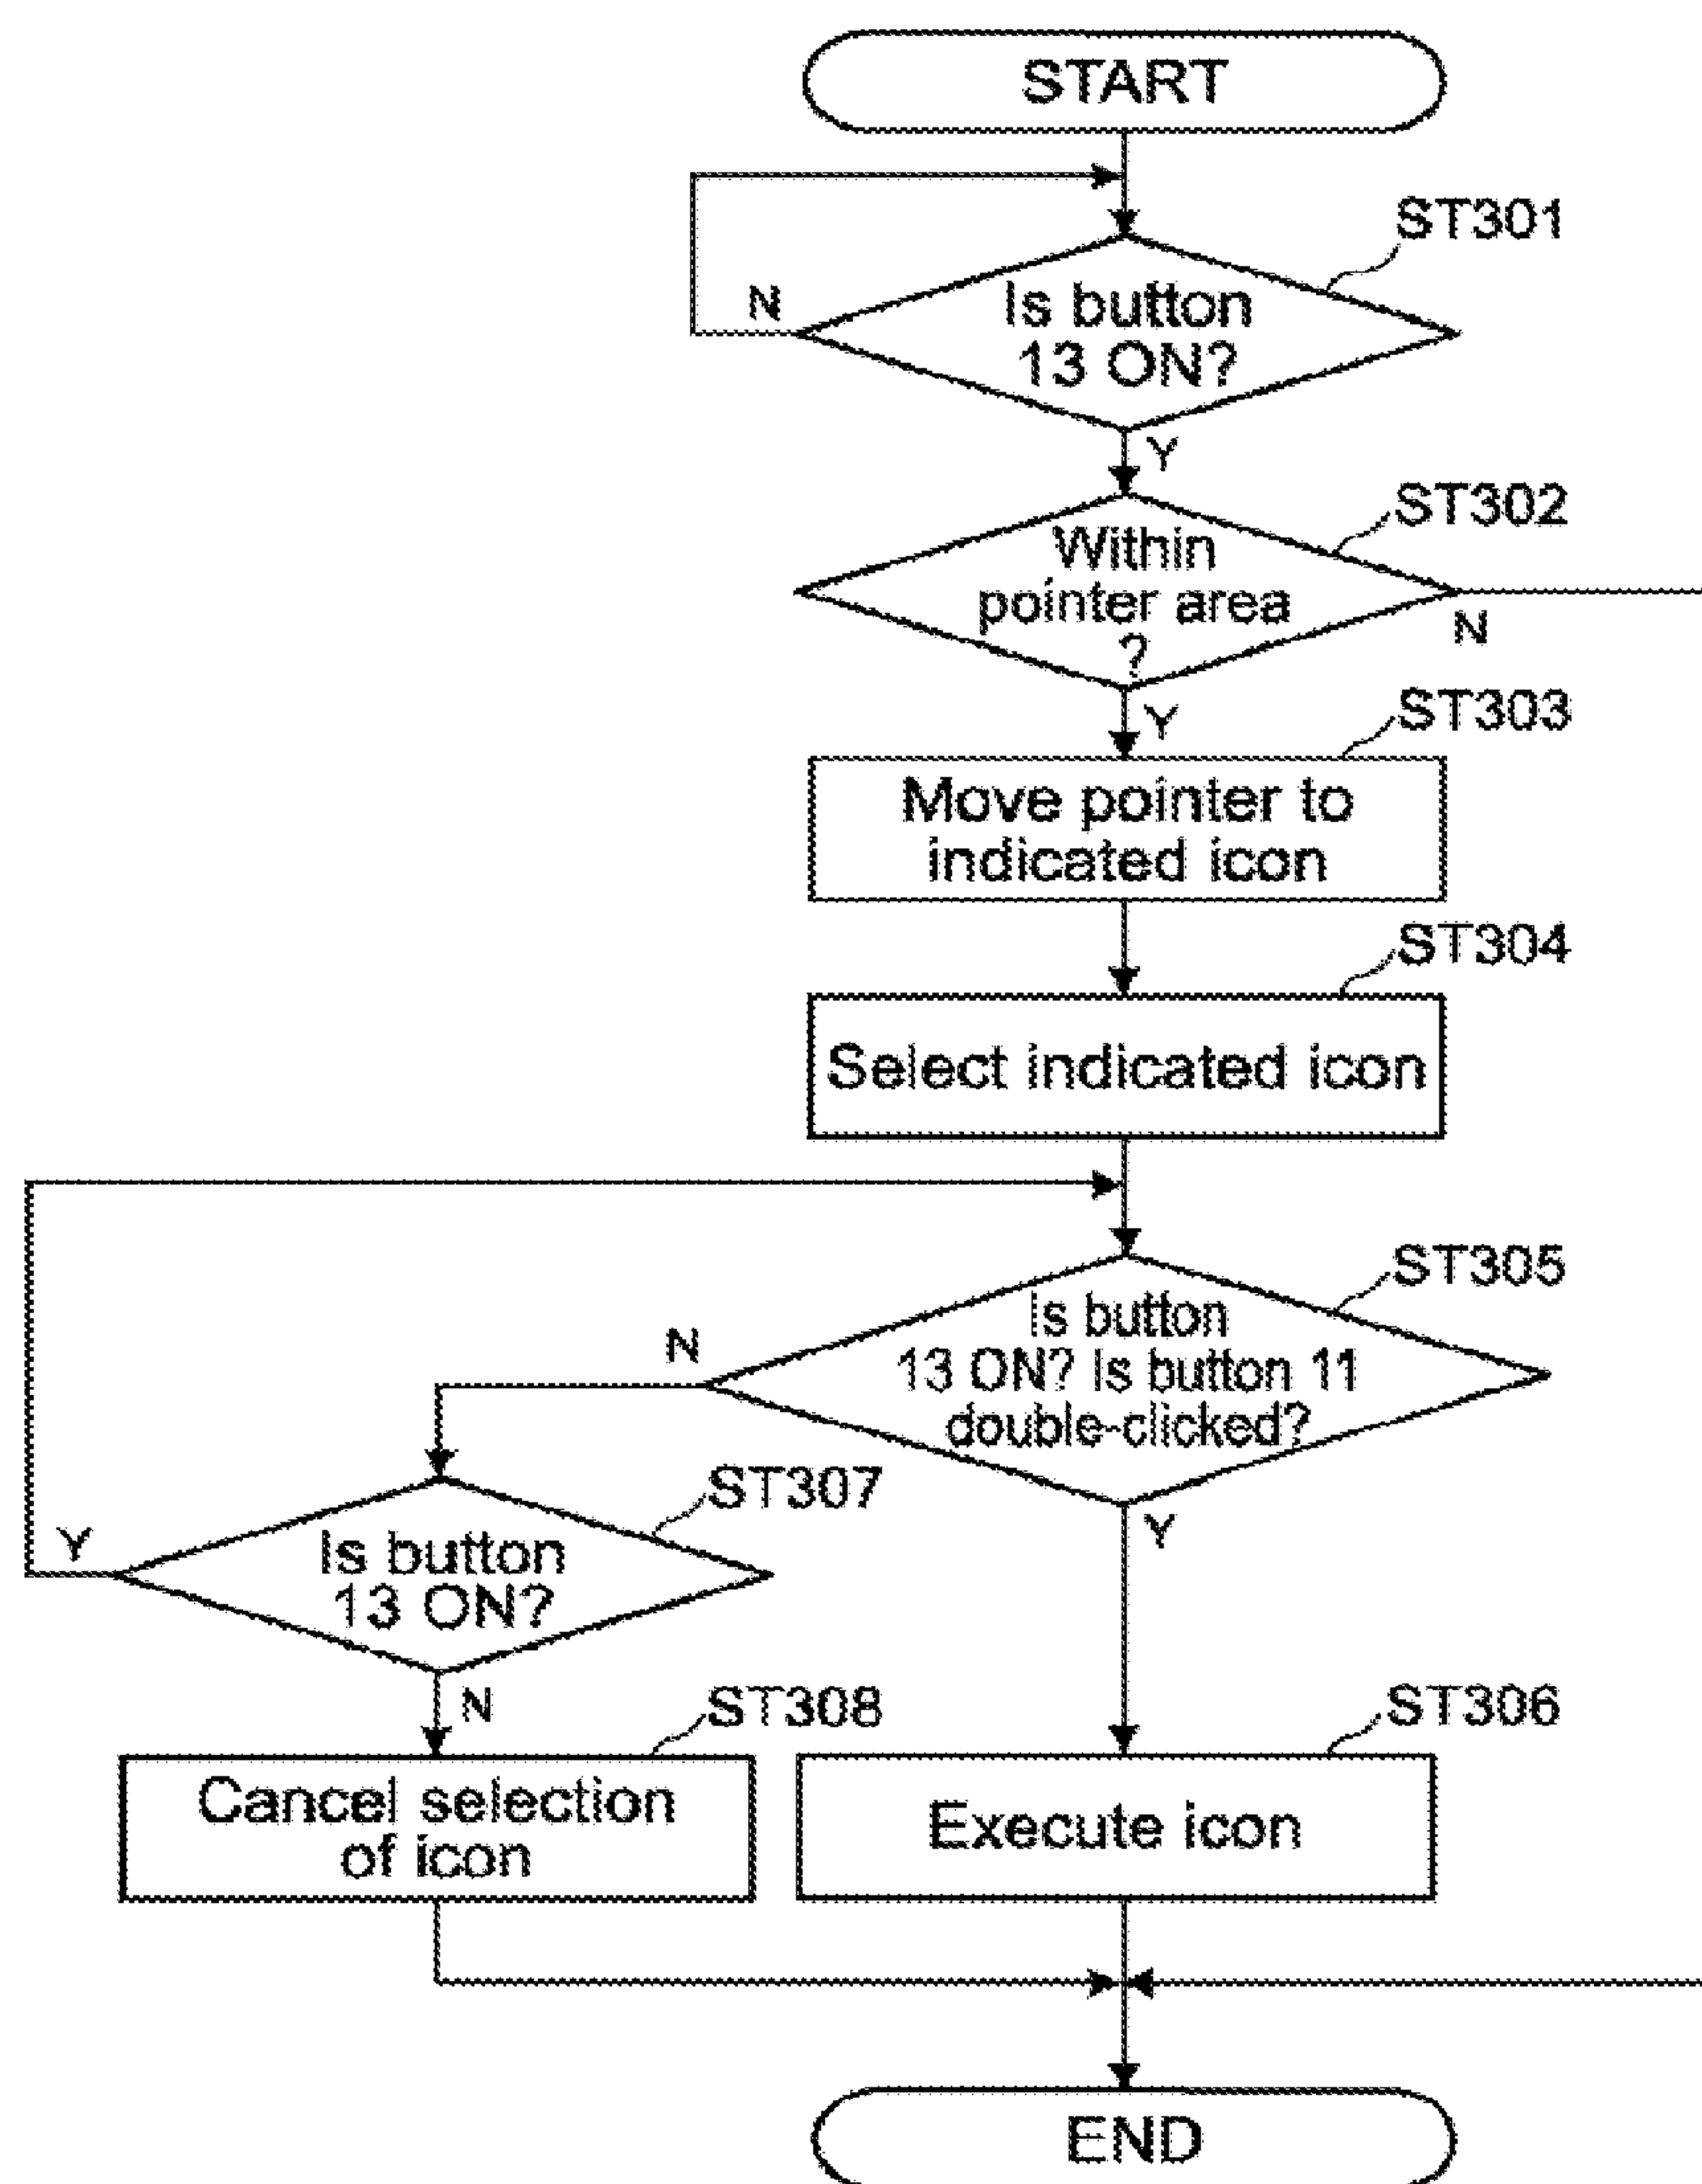 START
ST301
N
Is button
13 ON?
Y
ST302
Within
pointer area
?
N
Y
ST303
Move pointer to
indicated icon
ST304
Select indicated icon
ST305
N
Is button
13 ON? Is button 11
double-clicked?
Y
ST307
Y
Is button
13 ON?
N
ST308
Cancel selection
of icon
ST306
Execute icon
END